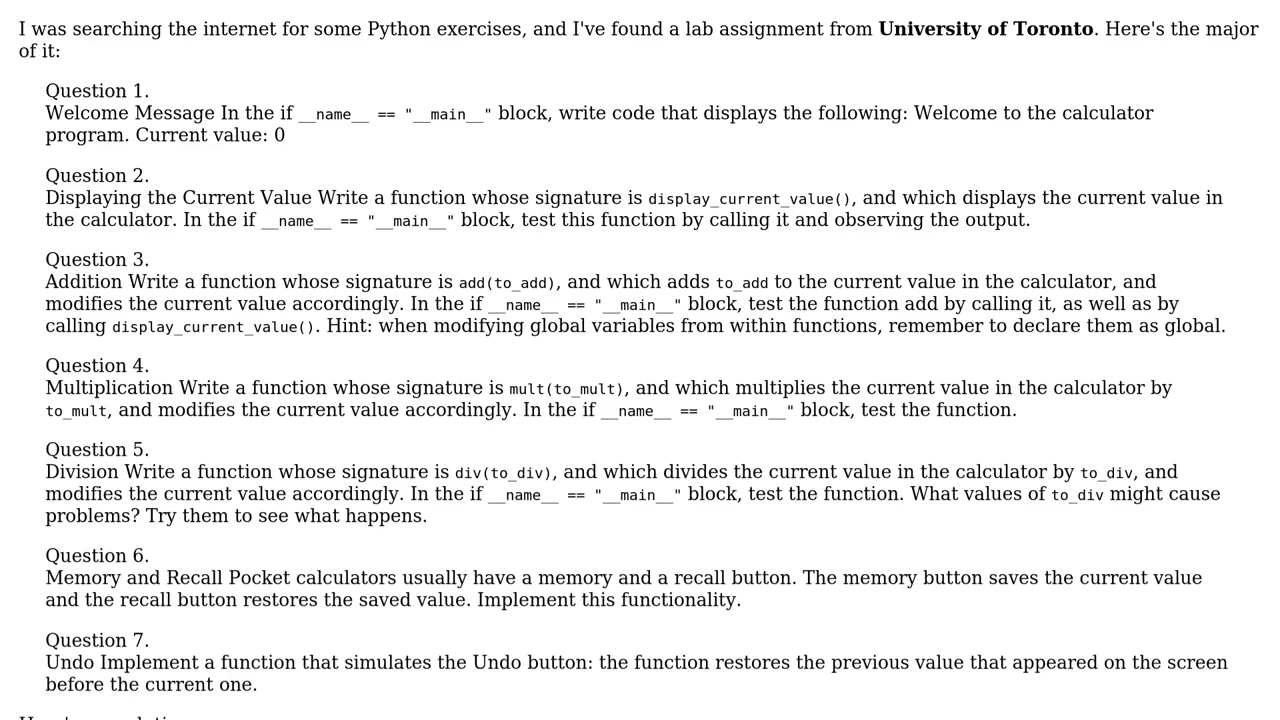 I was searching the internet for some Python exercises, and I've found a lab assignment from University of Toronto. Here's the major
of it:
Question 1.
Welcome Message In the if __name__ == "__main__" block, write code that displays the following: Welcome to the calculator
program. Current value: 0
Question 2.
Displaying the Current Value Write a function whose signature is display_current_value(), and which displays the current value in
the calculator. In the if __name__ == "__main__" block, test this function by calling it and observing the output.
Question 3.
Addition Write a function whose signature is add(to_add), and which adds to_add to the current value in the calculator, and
modifies the current value accordingly. In the if __name__ == "__main__" block, test the function add by calling it, as well as by
calling display_current_value(). Hint: when modifying global variables from within functions, remember to declare them as global.
Question 4.
Multiplication Write a function whose signature is mult(to_mult), and which multiplies the current value in the calculator by
to_mult, and modifies the current value accordingly. In the if __name__ == "__main__" block, test the function.
Question 5.
Division Write a function whose signature is div(to_div), and which divides the current value in the calculator by to_div, and
modifies the current value accordingly. In the if __name__ == "__main__" block, test the function. What values of to_div might cause
problems? Try them to see what happens.
Question 6.
Memory and Recall Pocket calculators usually have a memory and a recall button. The memory button saves the current value
and the recall button restores the saved value. Implement this functionality.
Question 7.
Undo Implement a function that simulates the Undo button: the function restores the previous value that appeared on the screen
before the current one.